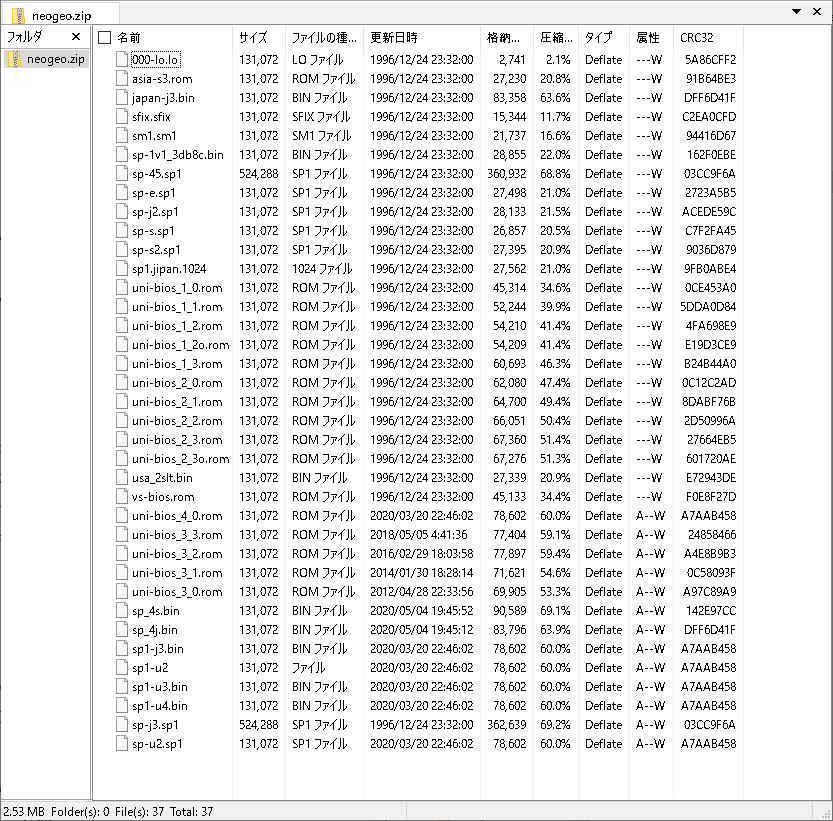 neogeo.zip
フォルダ
neogeo.zip
名前 サイズ ファイルの種... 更新日時 格納... 圧縮... タイプ 属性 CRC32
000-lo.lo 131,072 LO ファイル 1996/12/24 23:32:00 2,741 2.1% Deflate ---W 5A86CFF2
asia-s3.rom 131,072 ROM ファイル 1996/12/24 23:32:00 27,230 20.8% Deflate ---W 91B64BE3
japan-j3.bin 131,072 BIN ファイル 1996/12/24 23:32:00 83,358 63.6% Deflate ---W DFF6D41F
sfix.sfix 131,072 SFIX ファイル 1996/12/24 23:32:00 15,344 11.7% Deflate ---W C2EA0CFD
sm1.sm1 131,072 SM1 ファイル 1996/12/24 23:32:00 21,737 16.6% Deflate ---W 94416D67
sp-1v1_3db8c.bin 131,072 BIN ファイル 1996/12/24 23:32:00 28,855 22.0% Deflate ---W 162F0EBE
sp-45.sp1 524,288 SP1 ファイル 1996/12/24 23:32:00 360,932 68.8% Deflate ---W 03CC9F6A
sp-e.sp1 131,072 SP1 ファイル 1996/12/24 23:32:00 27,498 21.0% Deflate ---W 2723A5B5
sp-j2.sp1 131,072 SP1 ファイル 1996/12/24 23:32:00 28,133 21.5% Deflate ---W ACEDE59C
sp-s.sp1 131,072 SP1 ファイル 1996/12/24 23:32:00 26,857 20.5% Deflate ---W C7F2FA45
sp-s2.sp1 131,072 SP1 ファイル 1996/12/24 23:32:00 27,395 20.9% Deflate ---W 9036D879
sp1.jipan.1024 131,072 1024 ファイル 1996/12/24 23:32:00 27,562 21.0% Deflate ---W 9FB0ABE4
uni-bios_1_0.rom 131,072 ROM ファイル 1996/12/24 23:32:00 45,314 34.6% Deflate ---W 0CE453A0
uni-bios_1_1.rom 131,072 ROM ファイル 1996/12/24 23:32:00 52,244 39.9% Deflate ---W 5DDA0D84
uni-bios_1_2.rom 131,072 ROM ファイル 1996/12/24 23:32:00 54,210 41.4% Deflate ---W 4FA698E9
uni-bios_1_2o.rom 131,072 ROM ファイル 1996/12/24 23:32:00 54,209 41.4% Deflate ---W E19D3CE9
uni-bios_1_3.rom 131,072 ROM ファイル 1996/12/24 23:32:00 60,693 46.3% Deflate ---W B24B44A0
uni-bios_2_0.rom 131,072 ROM ファイル 1996/12/24 23:32:00 62,080 47.4% Deflate ---W 0C12C2AD
uni-bios_2_1.rom 131,072 ROM ファイル 1996/12/24 23:32:00 64,700 49.4% Deflate ---W 8DABF76B
uni-bios_2_2.rom 131,072 ROM ファイル 1996/12/24 23:32:00 66,051 50.4% Deflate ---W 2D50996A
uni-bios_2_3.rom 131,072 ROM ファイル 1996/12/24 23:32:00 67,360 51.4% Deflate ---W 27664EB5
uni-bios_2_3o.rom 131,072 ROM ファイル 1996/12/24 23:32:00 67,276 51.3% Deflate ---W 601720AE
usa_2slt.bin 131,072 BIN ファイル 1996/12/24 23:32:00 27,339 20.9% Deflate ---W E72943DE
vs-bios.rom 131,072 ROM ファイル 1996/12/24 23:32:00 45,133 34.4% Deflate ---W F0E8F27D
uni-bios_4_0.rom 131,072 ROM ファイル 2020/03/20 22:46:02 78,602 60.0% Deflate A--W A7AAB458
uni-bios_3_3.rom 131,072 ROM ファイル 2018/05/05 4:41:36 77,404 59.1% Deflate A--W 24858466
uni-bios_3_2.rom 131,072 ROM ファイル 2016/02/29 18:03:58 77,897 59.4% Deflate A--W A4E8B9B3
uni-bios_3_1.rom 131,072 ROM ファイル 2014/01/30 18:28:14 71,621 54.6% Deflate A--W 0C58093F
uni-bios_3_0.rom 131,072 ROM ファイル 2012/04/28 22:33:56 69,905 53.3% Deflate A--W A97C89A9
sp_4s.bin 131,072 BIN ファイル 2020/05/04 19:45:52 90,589 69.1% Deflate A--W 142E97CC
sp_4j.bin 131,072 BIN ファイル 2020/05/04 19:45:12 83,796 63.9% Deflate A--W DFF6D41F
sp1-j3.bin 131,072 BIN ファイル 2020/03/20 22:46:02 78,602 60.0% Deflate A--W A7AAB458
sp1-u2 131,072 ファイル 2020/03/20 22:46:02 78,602 60.0% Deflate A--W A7AAB458
sp1-u3.bin 131,072 BIN ファイル 2020/03/20 22:46:02 78,602 60.0% Deflate A--W A7AAB458
sp1-u4.bin 131,072 BIN ファイル 2020/03/20 22:46:02 78,602 60.0% Deflate A--W A7AAB458
sp-j3.sp1 524,288 SP1 ファイル 1996/12/24 23:32:00 362,639 69.2% Deflate A--W 03CC9F6A
sp-u2.sp1 131,072 SP1 ファイル 2020/03/20 22:46:02 78,602 60.0% Deflate A--W A7AAB458
2.53 MB Folder(s): 0 File(s): 37 Total: 37